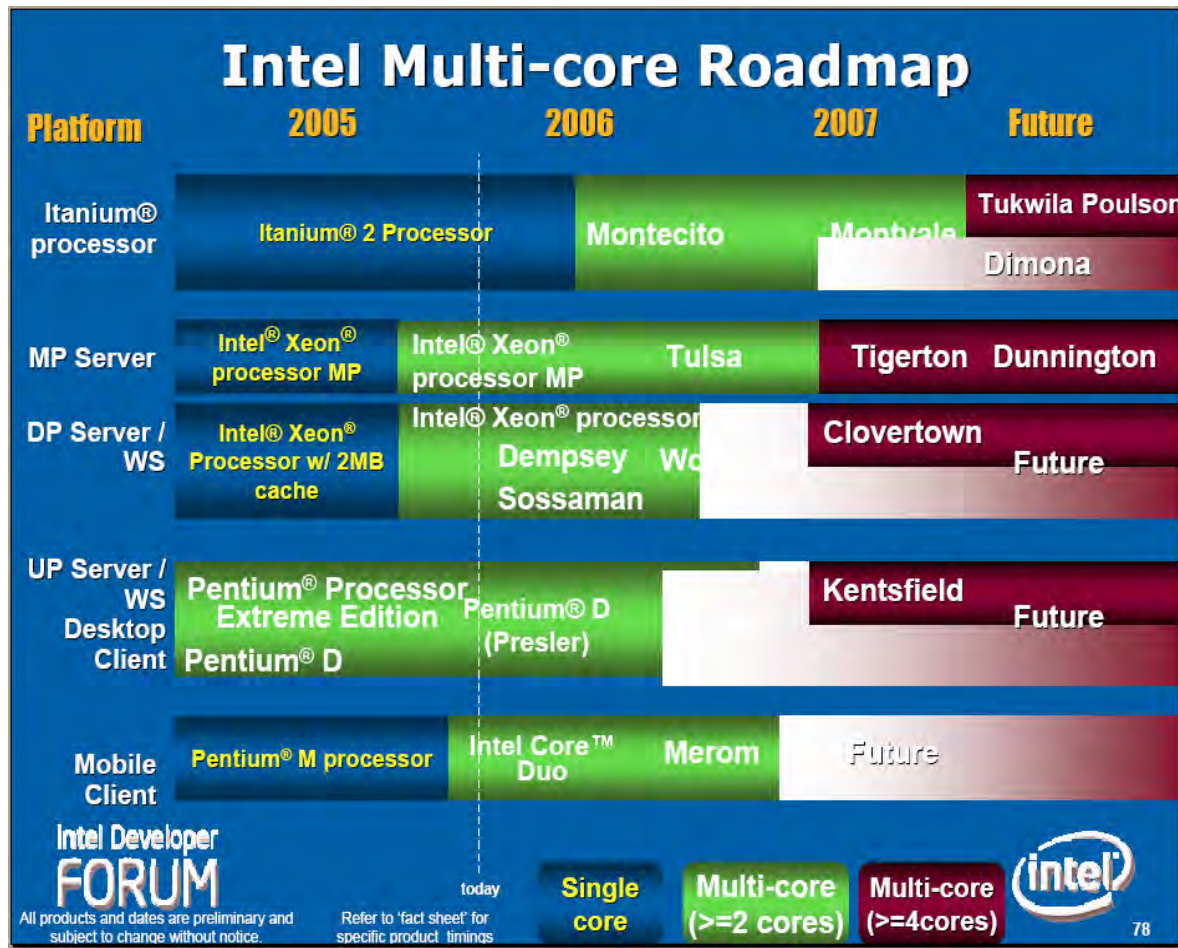 Intel Multi-core Roadmap
Platform 2005 2006 2007 Future
Itanium®
processor
Itanium® 2 Processor
Montecito
Montvale
Tukwila Poulson
Dimona
MP Server
Intel® Xeon®
processor MP
Intel® Xeon®
processor MP
Tulsa
Tigerton Dunnington
DP Server /
WS
Intel® Xeon®
Processor w/ 2MB
cache
Intel® Xeon® processor
Dempsey
Sossaman
Clovertown
Future
UP Server /
WS
Desktop
Client
Pentium® Processor
Extreme Edition
Pentium® D
Pentium® D
(Presler)
Kentsfield
Future
Mobile
Client
Pentium® M processor
Intel Core™
Duo
Merom
Future
Intel Developer
FORUM
All products and dates are preliminary and
subject to change without notice.
today
Refer to 'fact sheet' for
specific product timings
Single
core
Multi-core
(>=2 cores)
Multi-core
(>=4cores)
intel
78